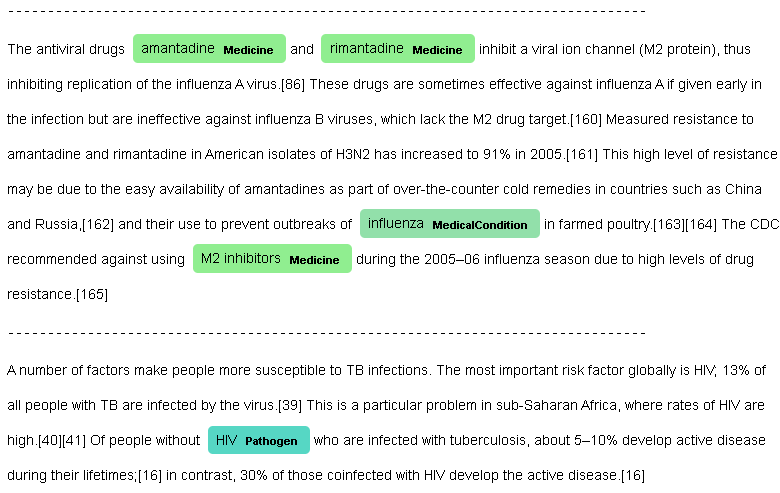 --------------------------------------------------------------------------------
The antiviral drugs amantadine Medicine and rimantadine Medicine inhibit a viral ion channel (M2 protein), thus
inhibiting replication of the influenza A virus.[86] These drugs are sometimes effective against influenza A if given early in
the infection but are ineffective against influenza B viruses, which lack the M2 drug target.[160] Measured resistance to
amantadine and rimantadine in American isolates of H3N2 has increased to 91% in 2005.[161] This high level of resistance
may be due to the easy availability of amantadines as part of over-the-counter cold remedies in countries such as China
and Russia,[162] and their use to prevent outbreaks of influenza MedicalCondition in farmed poultry.[163][164] The CDC
recommended against using M2 inhibitors Medicine during the 2005–06 influenza season due to high levels of drug
resistance.[165]
--------------------------------------------------------------------------------
A number of factors make people more susceptible to TB infections. The most important risk factor globally is HIV; 13% of
all people with TB are infected by the virus.[39] This is a particular problem in sub-Saharan Africa, where rates of HIV are
high.[40][41] Of people without HIV Pathogen who are infected with tuberculosis, about 5–10% develop active disease
during their lifetimes;[16] in contrast, 30% of those coinfected with HIV develop the active disease.[16]